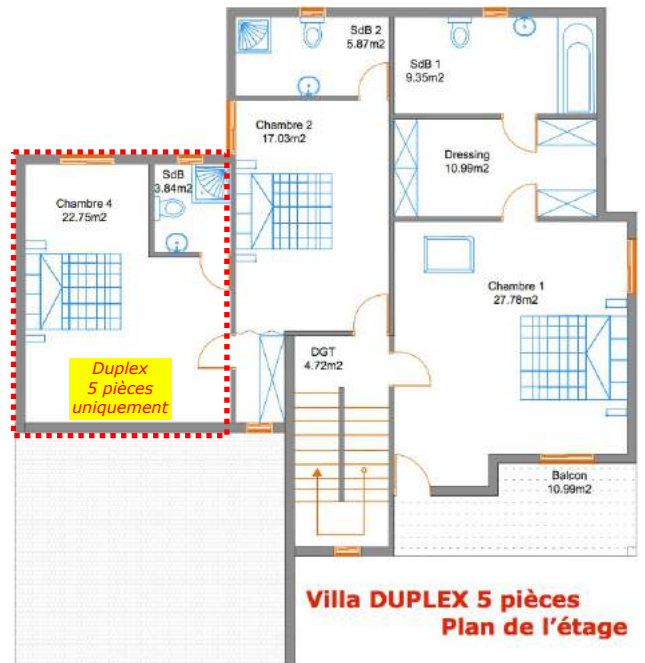 SdB 2
5.87m2
SdB 1
9.35m2
Chambre 2
17.03m2
Dressing
10.99m2
SdB
3.84m2
Chambre 4
22.75m2
Chambre 1
27.78m2
DGT
4.72m2
Duplex
5 pièces
uniquement
Balcon
10.99m2
Villa DUPLEX 5 pièces
Plan de l'étage